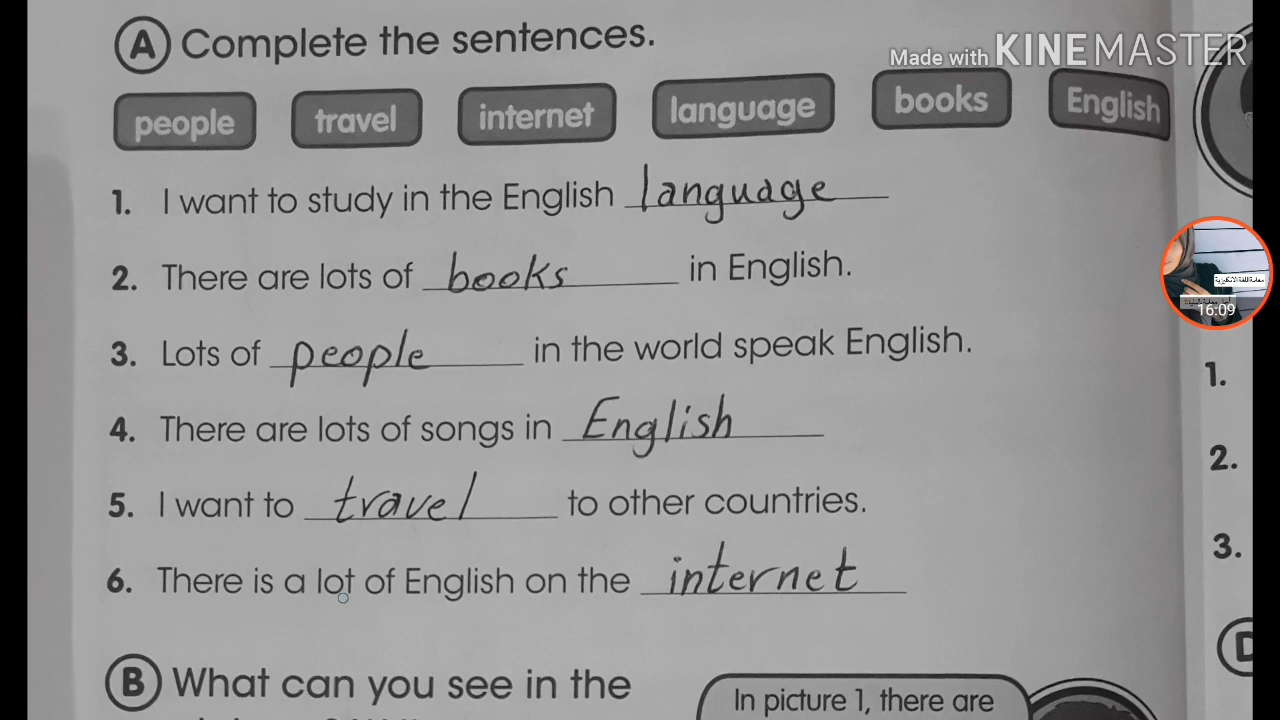 A Complete the sentences.
Made with KINEMASTER
people travel internet language books English
1. I want to study in the English language
2. There are lots of books in English.
3. Lots of people in the world speak English.
4. There are lots of songs in English
5. I want to travel to other countries.
6. There is a lot of English on the internet
16:09
1.
2.
3.
D
B What can you see in the
In picture 1, there are